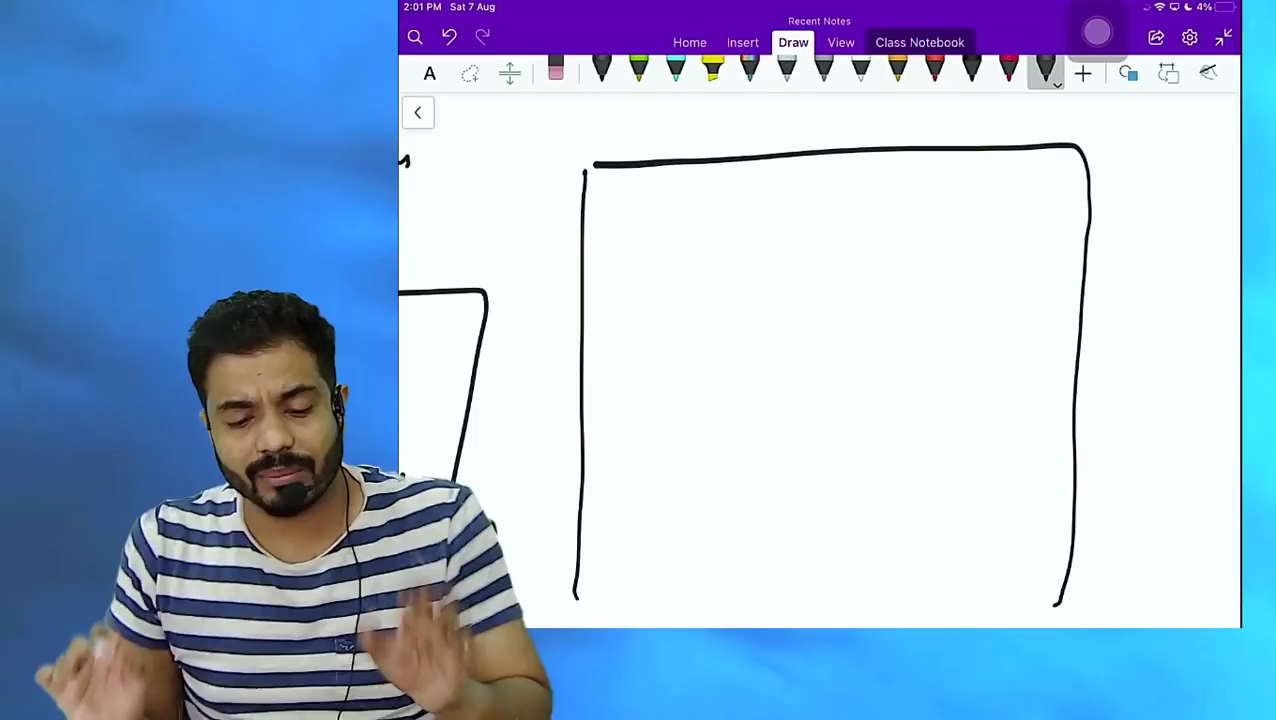 2:01 PM Sat 7 Aug
4%
Recent Notes
Home Insert Draw View Class Notebook
A